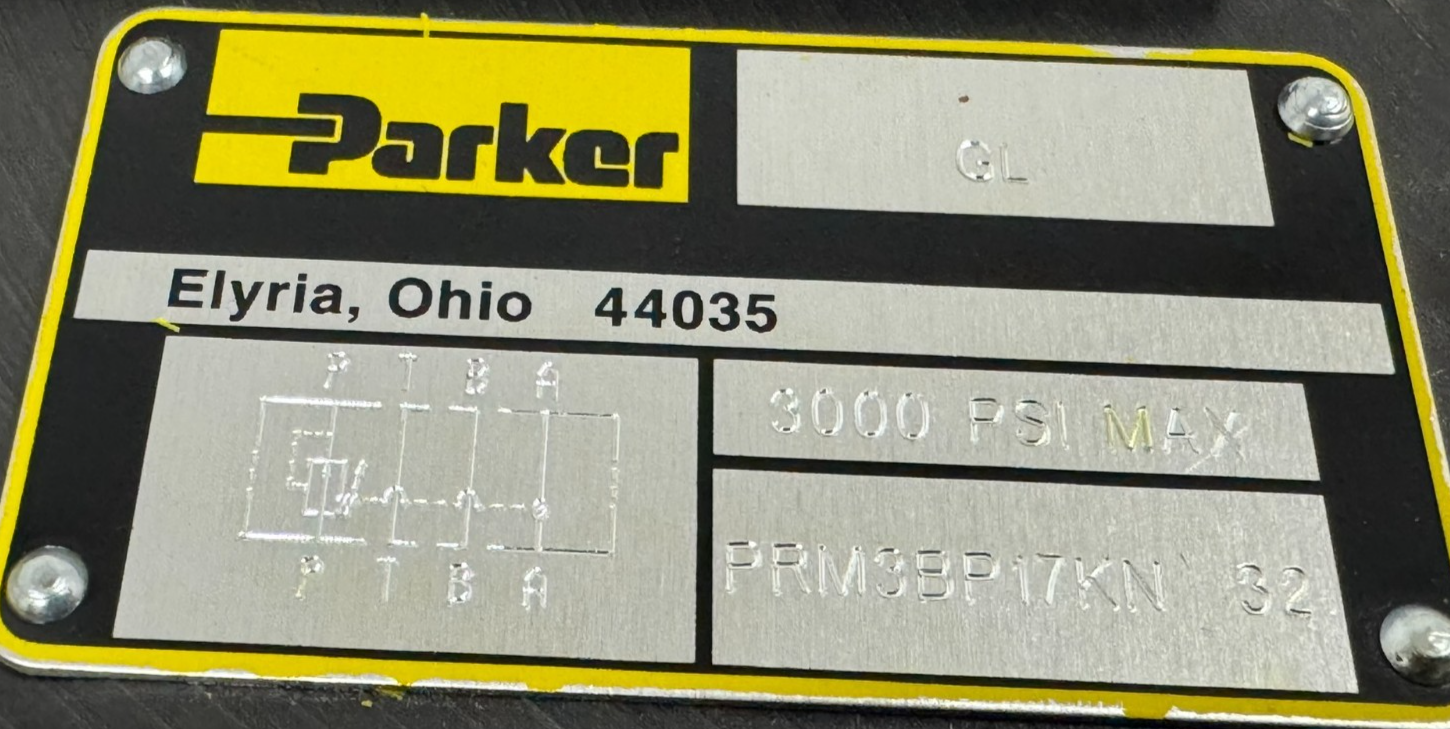 Parker
GL
Elyria, Ohio 44035
P T B A
P T B A
3000 PSI MAX
PRM3BP17KN 32